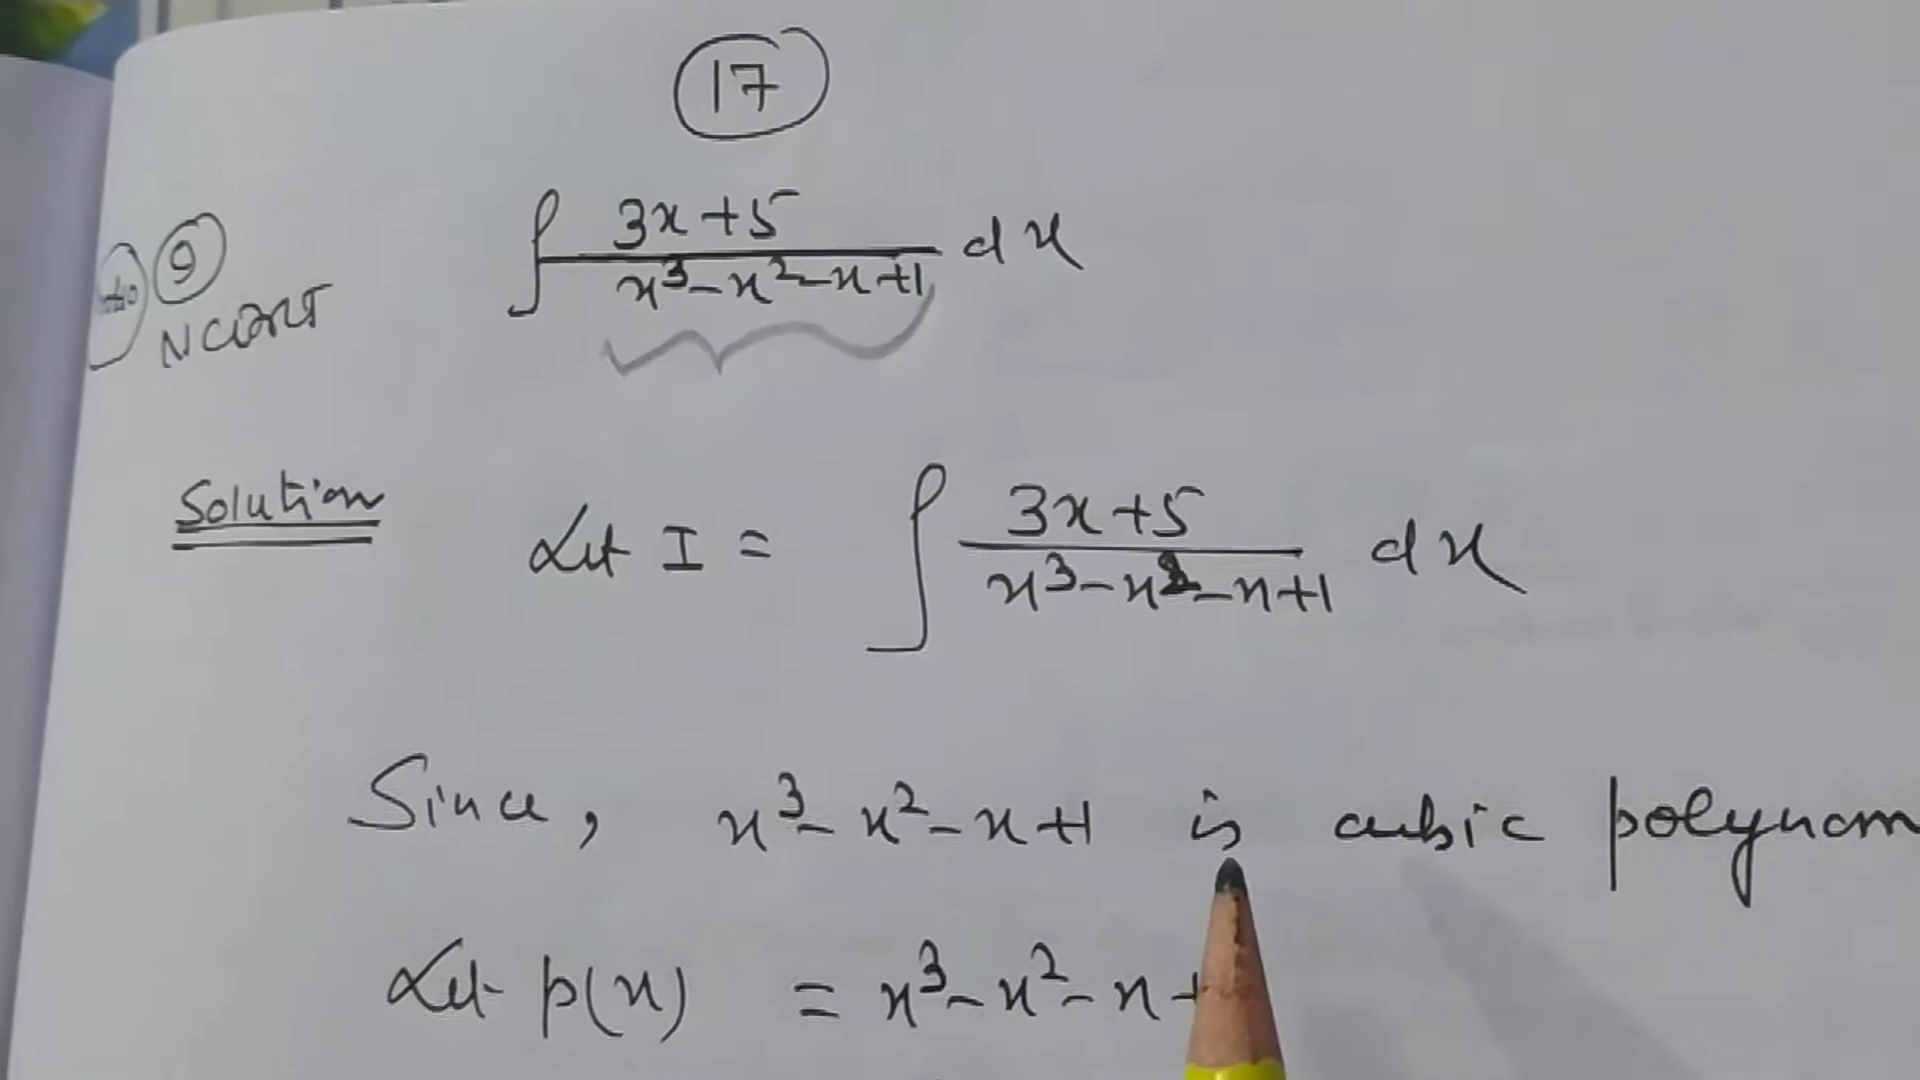 17
∫ 3x+5 / x³-x²-x+1 dx
9
NCERT
Solution Let I = ∫ 3x+5 / x³-x²-x+1 dx
Since, x³-x²-x+1 is cubic polynom
Let p(x) = x³-x²-x+